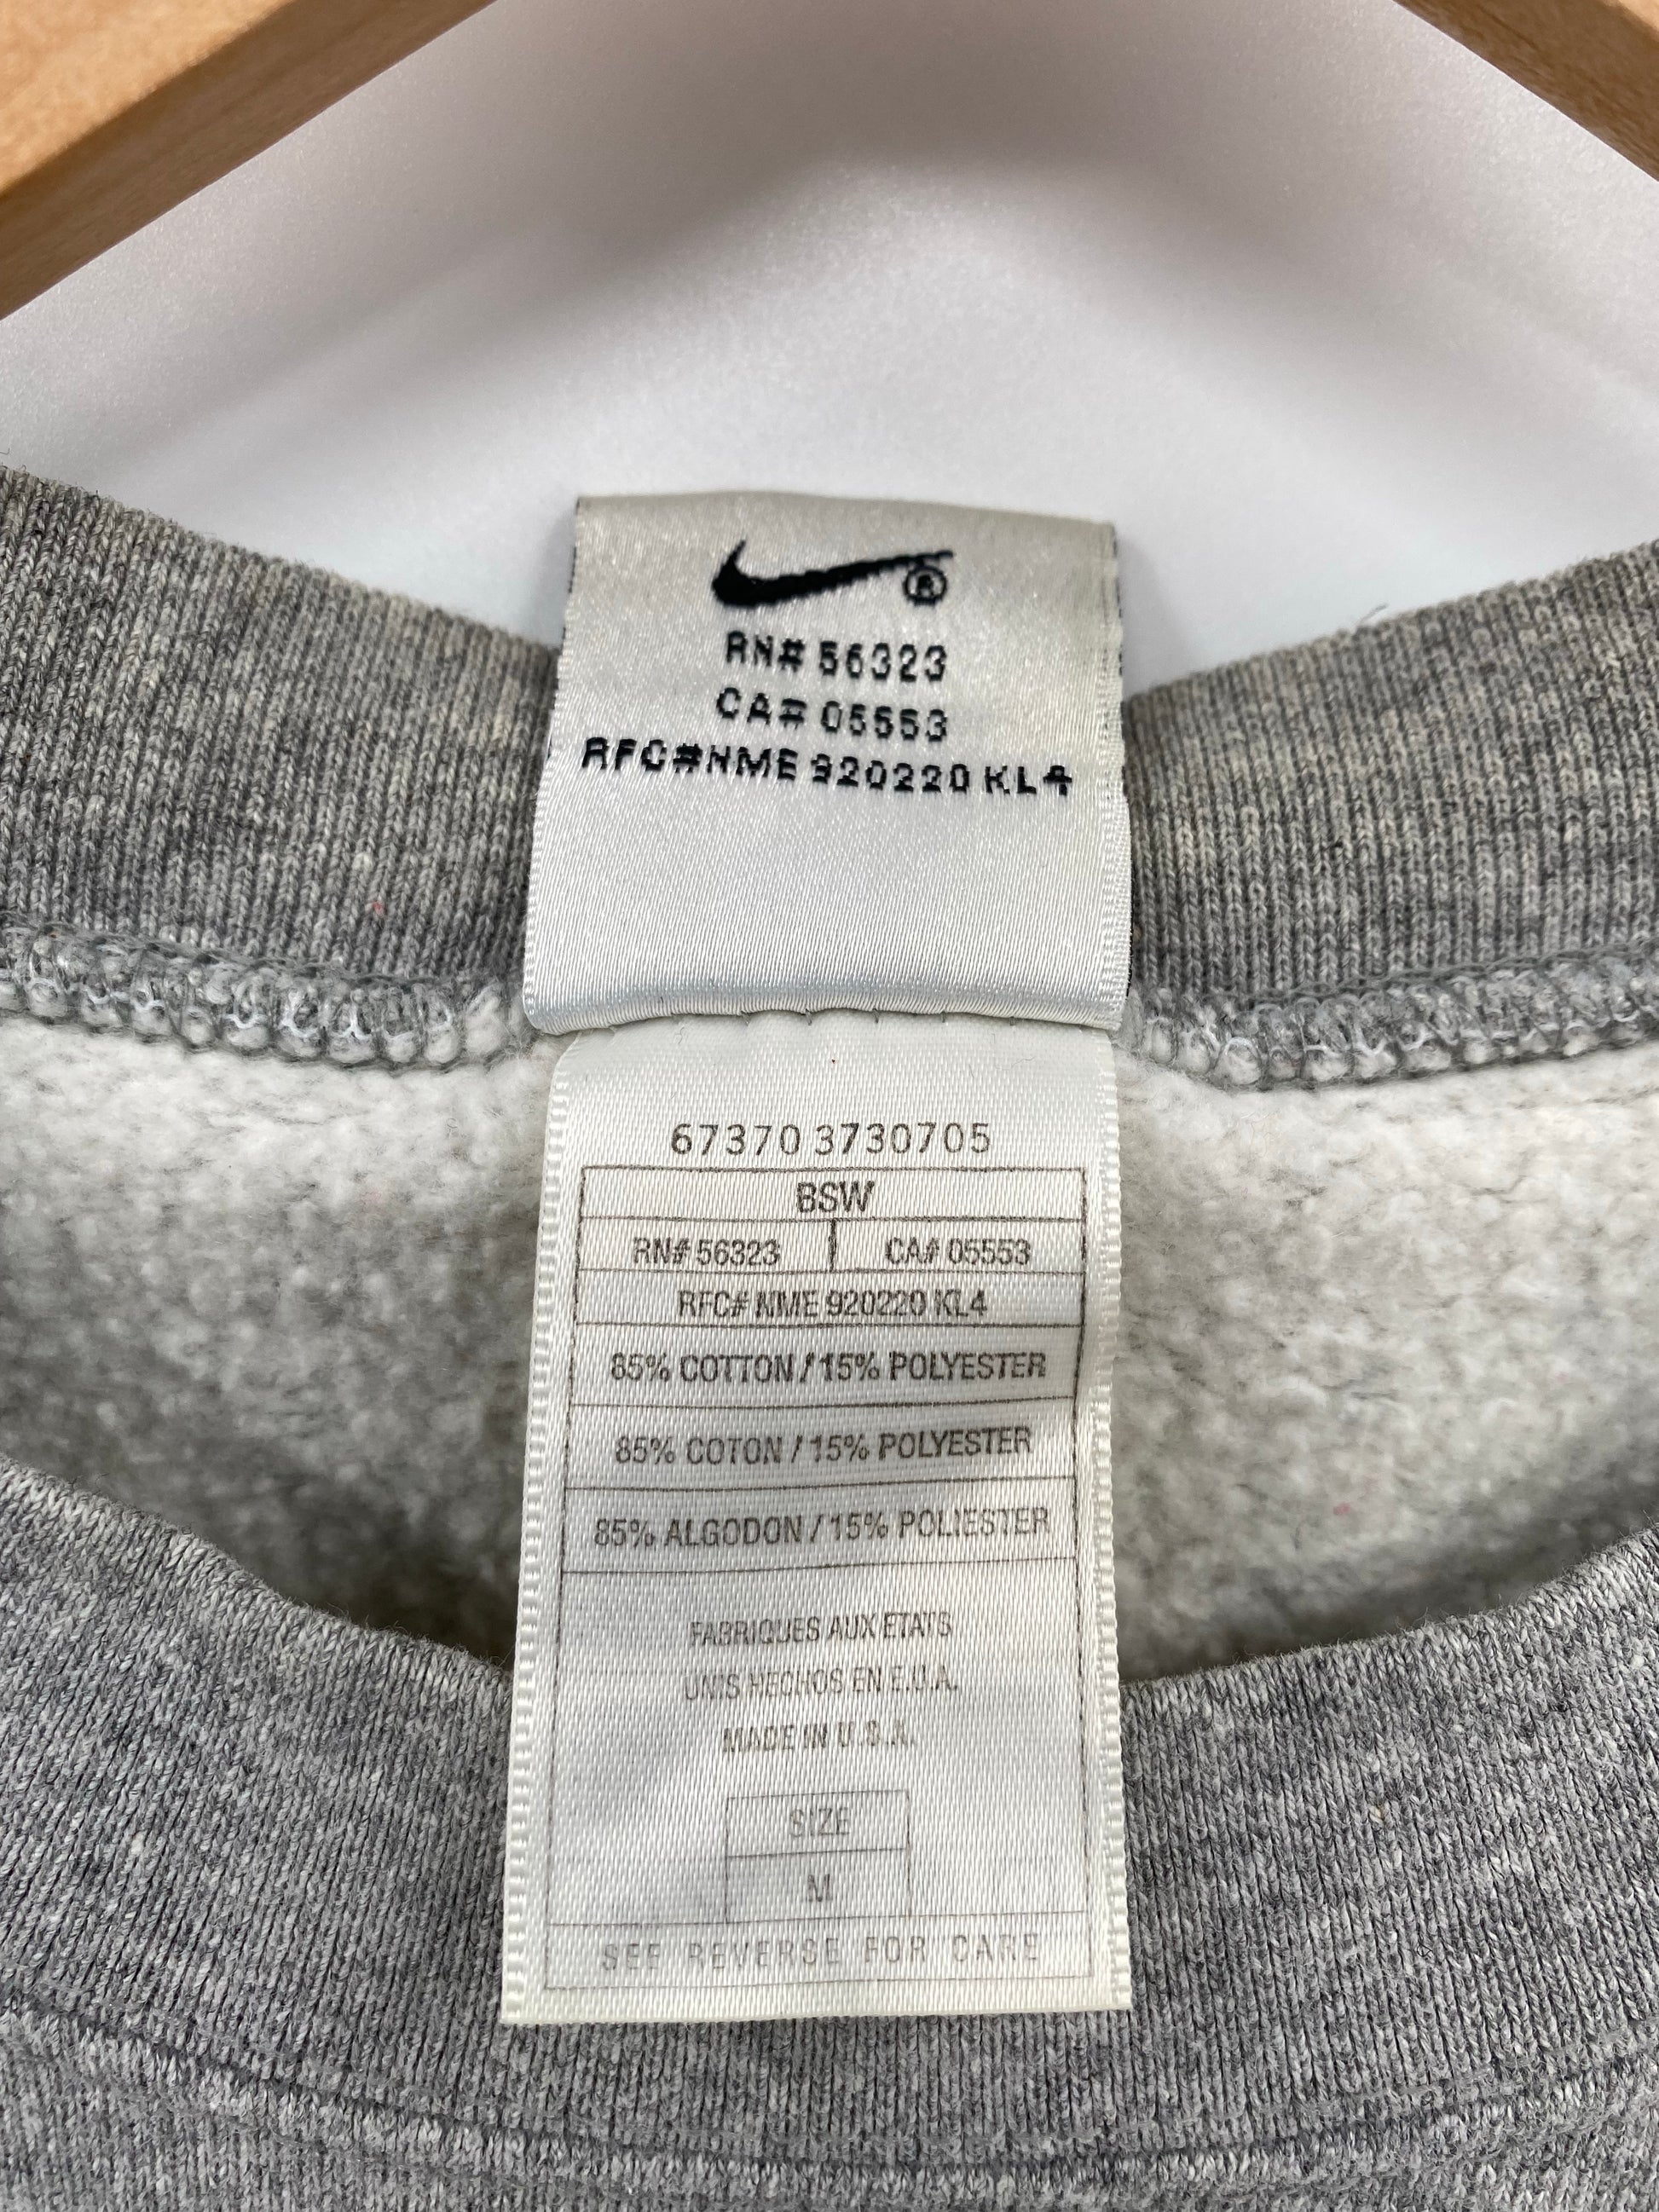 ®
RN# 56323
CA# 05553
RFC#NME 920220 KL4
67370 3730705
BSW
RN# 56323 CA# 05553
RFC# NME 920220 KL4
85% COTTON / 15% POLYESTER
85% COTON / 15% POLYESTER
85% ALGODON / 15% POLIESTER
FABRIQUES AUX ETATS
UNIS HECHOS EN E.U.A.
MADE IN U.S.A.
SIZE
M
SEE REVERSE FOR CARE